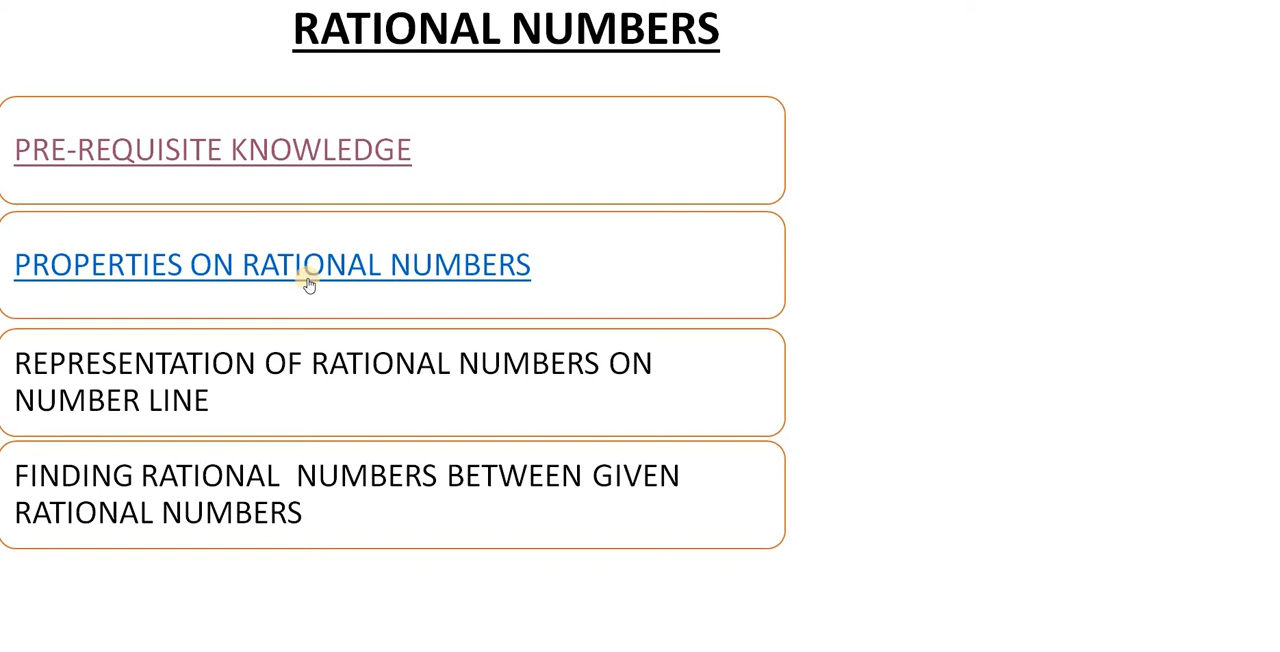 RATIONAL NUMBERS
PRE-REQUISITE KNOWLEDGE
PROPERTIES ON RATIONAL NUMBERS
REPRESENTATION OF RATIONAL NUMBERS ON
NUMBER LINE
FINDING RATIONAL  NUMBERS BETWEEN GIVEN
RATIONAL NUMBERS